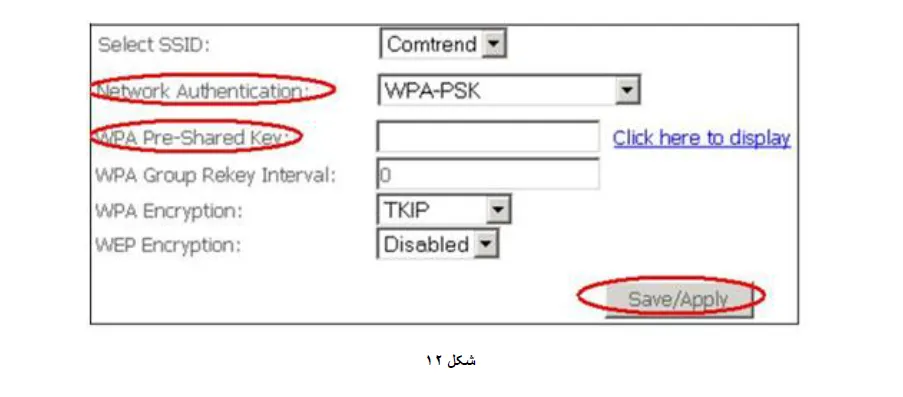 Select SSID: Comtrend
Network Authentication: WPA-PSK
WPA Pre-Shared Key: Click here to display
WPA Group Rekey Interval: 0
WPA Encryption: TKIP
WEP Encryption: Disabled
Save/Apply
شکل ۱۲